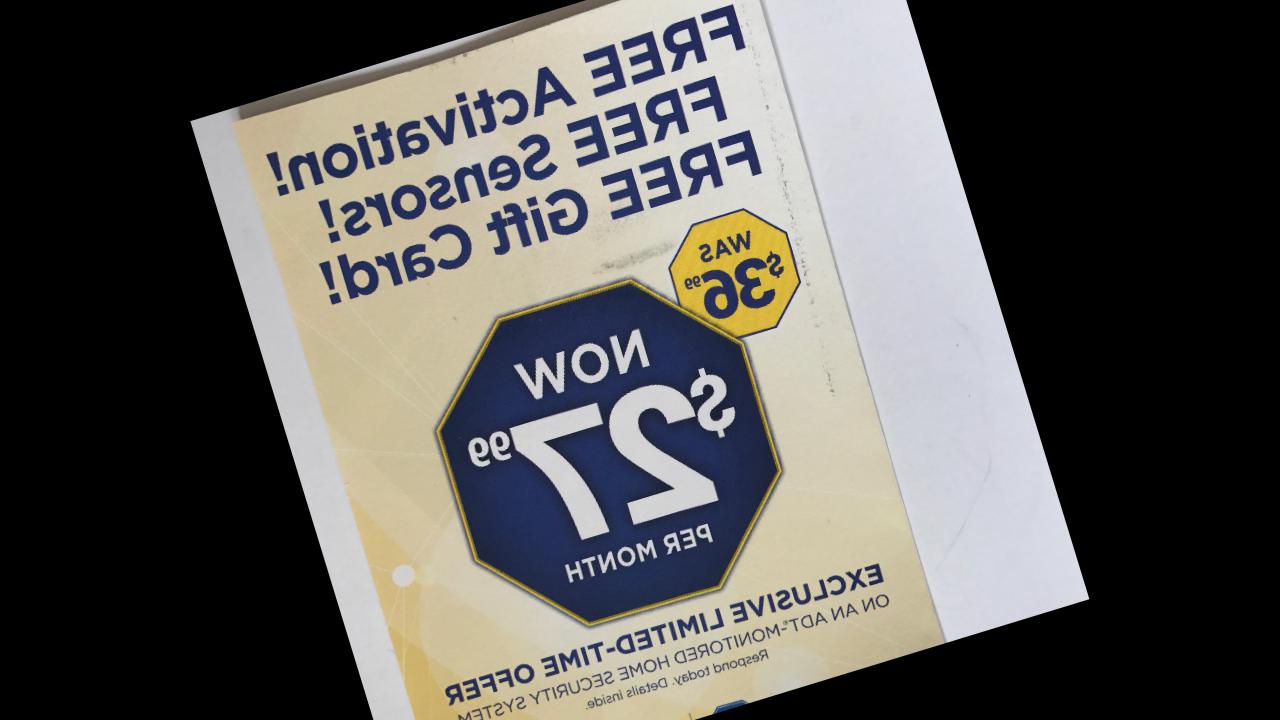 FREE Activation!
FREE Sensors!
FREE Gift Card!
WAS
$36.99
NOW
$27.99
PER MONTH
EXCLUSIVE LIMITED-TIME OFFER
ON AN ADT®-MONITORED HOME SECURITY SYSTEM
Respond today. Details inside.